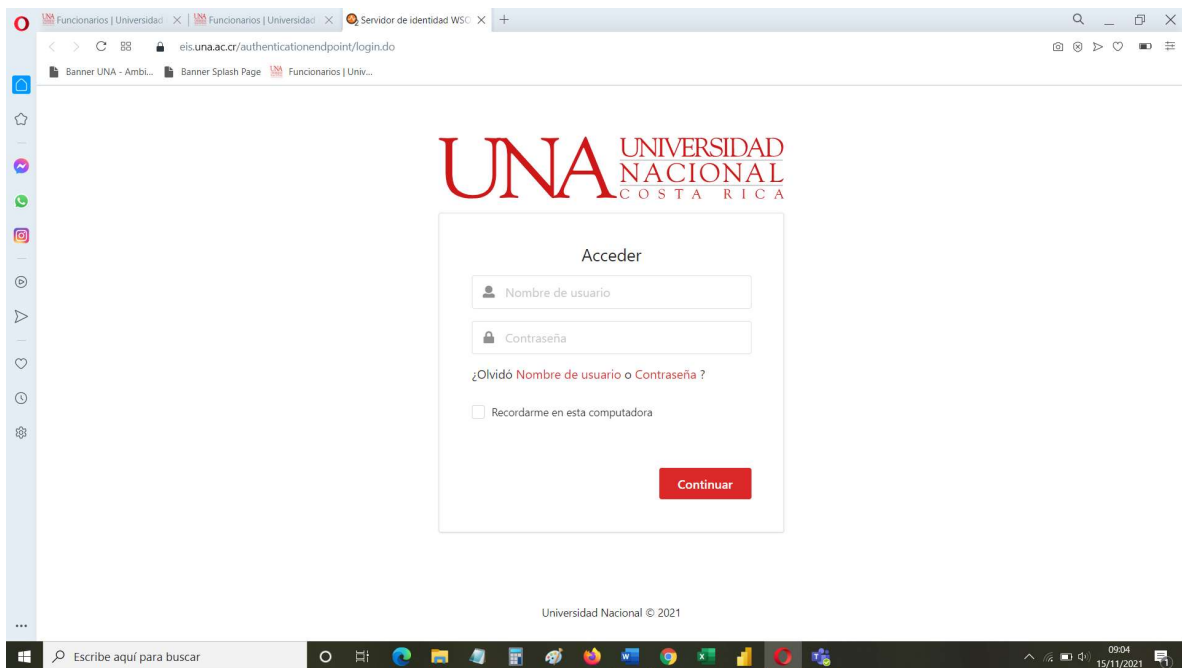 Funcionarios | Universidad
Funcionarios | Universidad
Servidor de identidad WSO
eis.una.ac.cr/authenticationendpoint/login.do
Banner UNA - Ambi...
Banner Splash Page
Funcionarios | Univ...
UNA UNIVERSIDAD
NACIONAL
COSTA RICA
Acceder
Nombre de usuario
Contraseña
¿Olvidó Nombre de usuario o Contraseña ?
Recordarme en esta computadora
Continuar
Universidad Nacional © 2021
Escribe aquí para buscar
09:04
15/11/2021